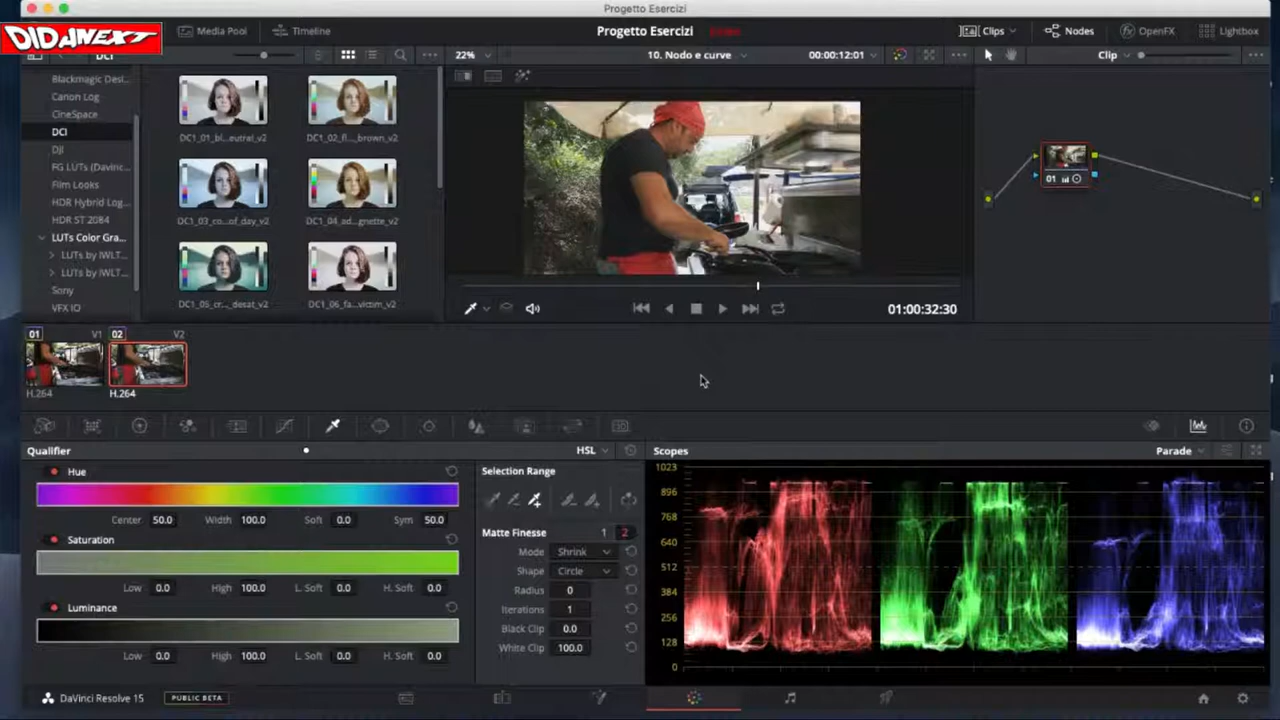 Progetto Esercizi
DIDANEXT
Media Pool
Timeline
Progetto Esercizi
Clips
Nodes
OpenFX
Lightbox
DCI
22%
10. Nodo e curve
00:00:12:01
Clip
Blackmagic Desi...
Canon Log
CineSpace
DCI
DJI
FG LUTs (Davinc...
Film Looks
HDR Hybrid Log...
HDR ST 2084
LUTs Color Gra...
LUTs by IWLT...
LUTs by IWLT...
Sony
VFX IO
DC1_01_bl...eutral_v2
DC1_02_fl..._brown_v2
DC1_03_co...of_day_v2
DC1_04_ad...gnette_v2
DC1_05_cr..._desat_v2
DC1_06_fa...victim_v2
01
01:00:32:30
01 V1
02 V2
H.264
H.264
Qualifier
HSL
Hue
Center 50.0 Width 100.0 Soft 0.0 Sym 50.0
Saturation
Low 0.0 High 100.0 L. Soft 0.0 H. Soft 0.0
Luminance
Low 0.0 High 100.0 L. Soft 0.0 H. Soft 0.0
Selection Range
Matte Finesse 1 2
Mode Shrink
Shape Circle
Radius 0
Iterations 1
Black Clip 0.0
White Clip 100.0
Scopes
Parade
1023
896
768
640
512
384
256
128
0
DaVinci Resolve 15
PUBLIC BETA